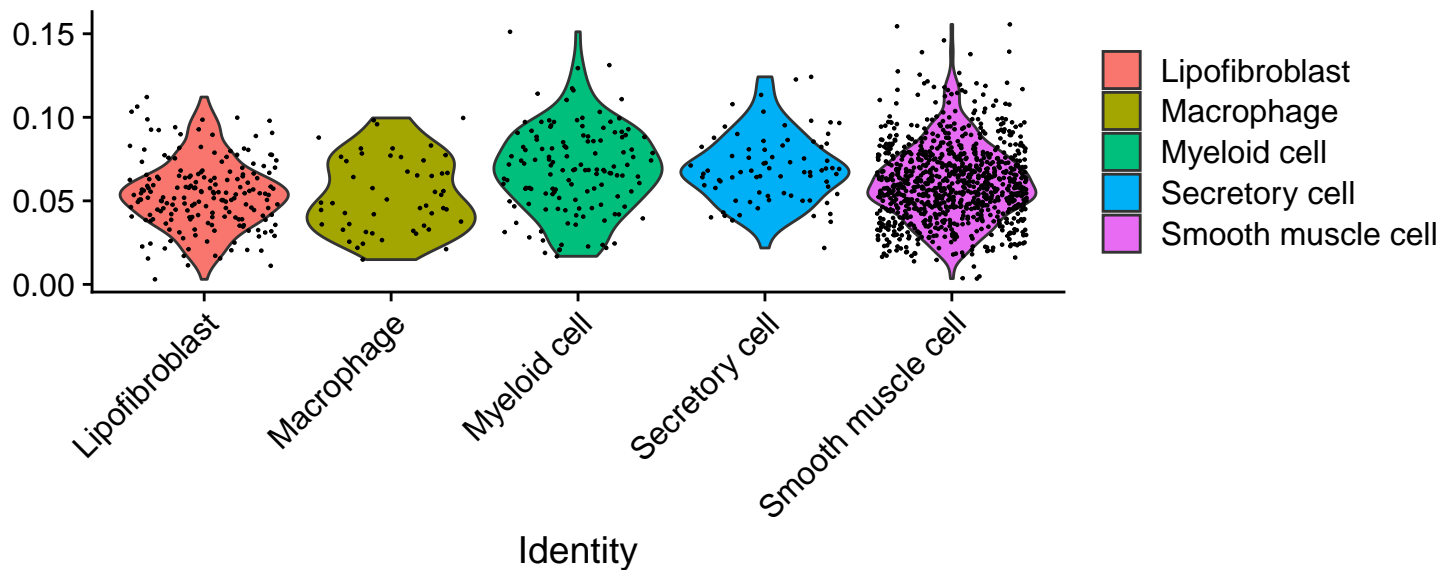 0.15
0.10
0.05
0.00
Lipofibroblast
Macrophage
Myeloid cell
Secretory cell
Smooth muscle cell
Identity
Lipofibroblast
Macrophage
Myeloid cell
Secretory cell
Smooth muscle cell